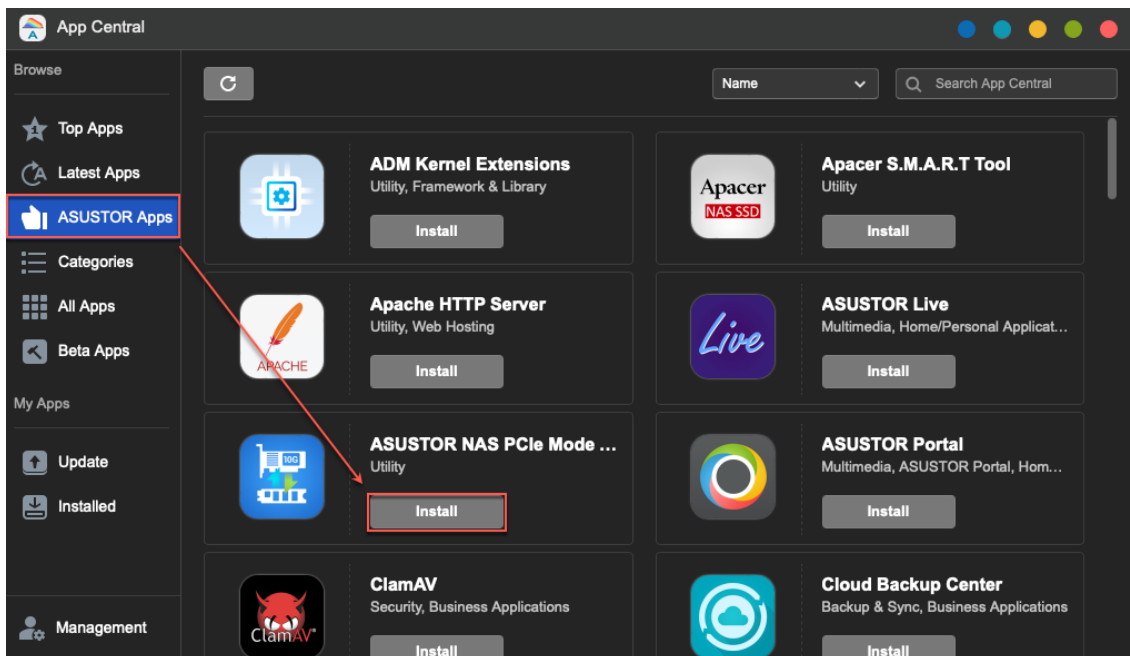 App Central
Browse
Top Apps
Latest Apps
ASUSTOR Apps
Categories
All Apps
Beta Apps
My Apps
Update
Installed
Management
Name
Search App Central
ADM Kernel Extensions
Utility, Framework & Library
Install
Apacer
NAS SSD
Apacer S.M.A.R.T Tool
Utility
Install
APACHE
Apache HTTP Server
Utility, Web Hosting
Install
Live
ASUSTOR Live
Multimedia, Home/Personal Applicat...
Install
10G
ASUSTOR NAS PCIe Mode ...
Utility
Install
ASUSTOR Portal
Multimedia, ASUSTOR Portal, Hom...
Install
ClamAV
ClamAV
Security, Business Applications
Install
Cloud Backup Center
Backup & Sync, Business Applications
Install